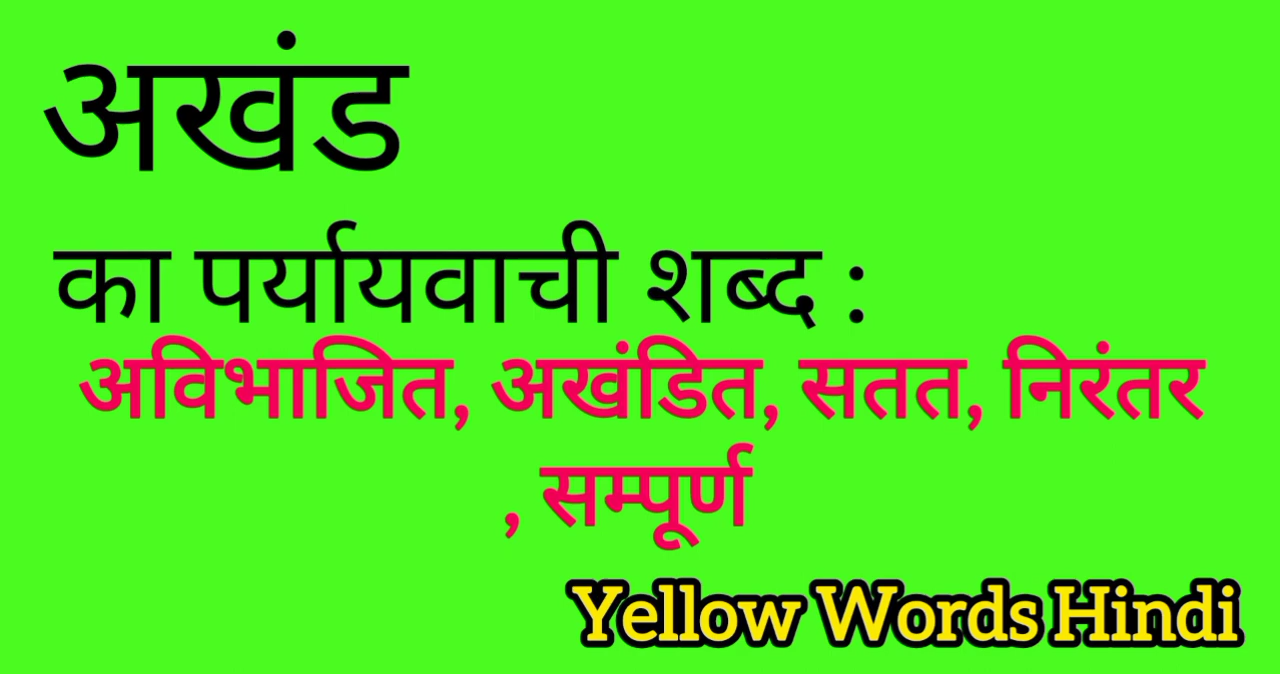 अखंड
का पर्यायवाची शब्द :
अविभाजित, अखंडित, सतत, निरंतर
, सम्पूर्ण
Yellow Words Hindi